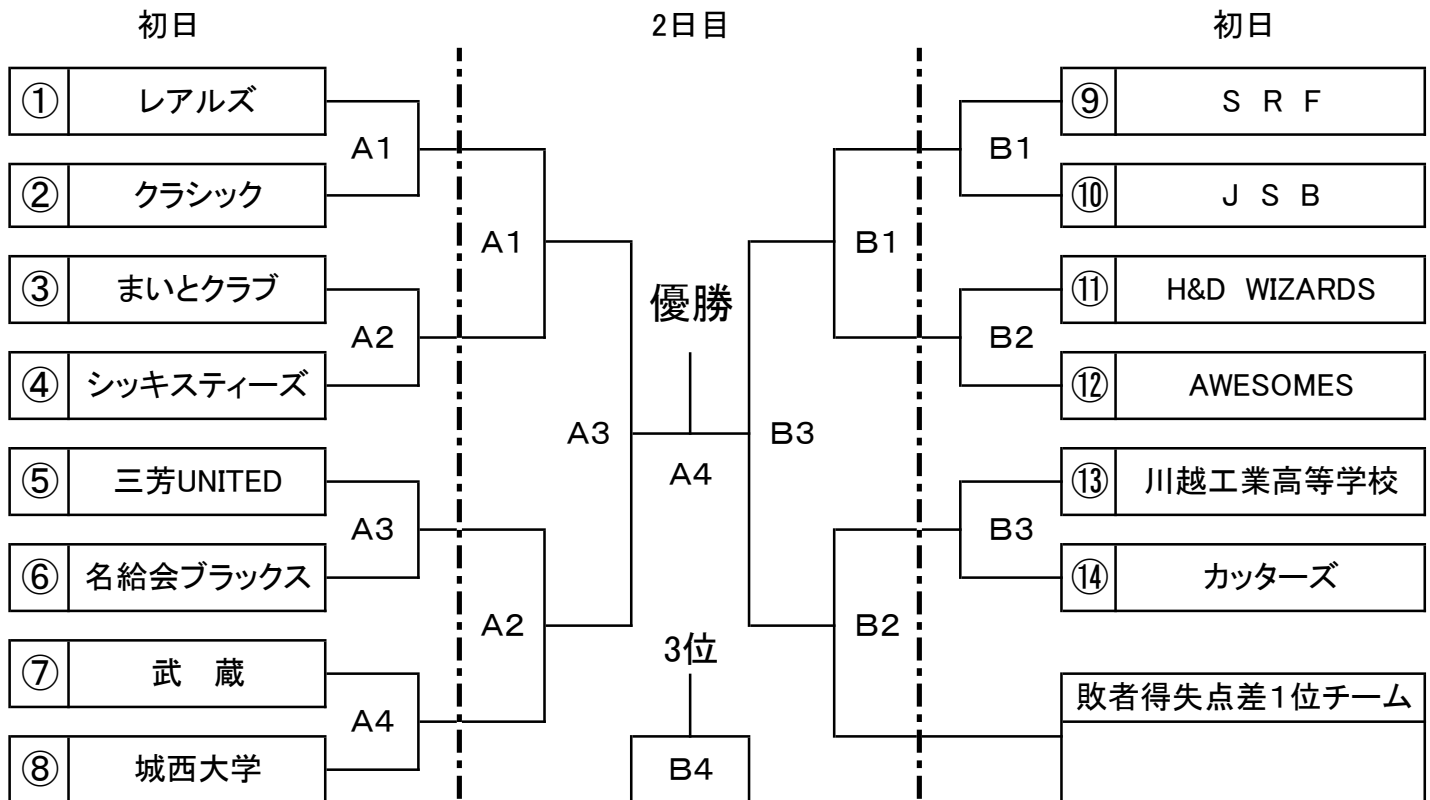 初日
2日目
初日
① レアルズ
A1
② クラシック
A1
③ まいとクラブ
A2
④ シッキスティーズ
A3
⑤ 三芳UNITED
A3
⑥ 名給会ブラックス
A2
⑦ 武　蔵
A4
⑧ 城西大学
優勝
A4
3位
B4
⑨ S R F
B1
⑩ J S B
B1
⑪ H&D WIZARDS
B2
⑫ AWESOMES
B3
⑬ 川越工業高等学校
B3
⑭ カッターズ
B2
敗者得失点差1位チーム